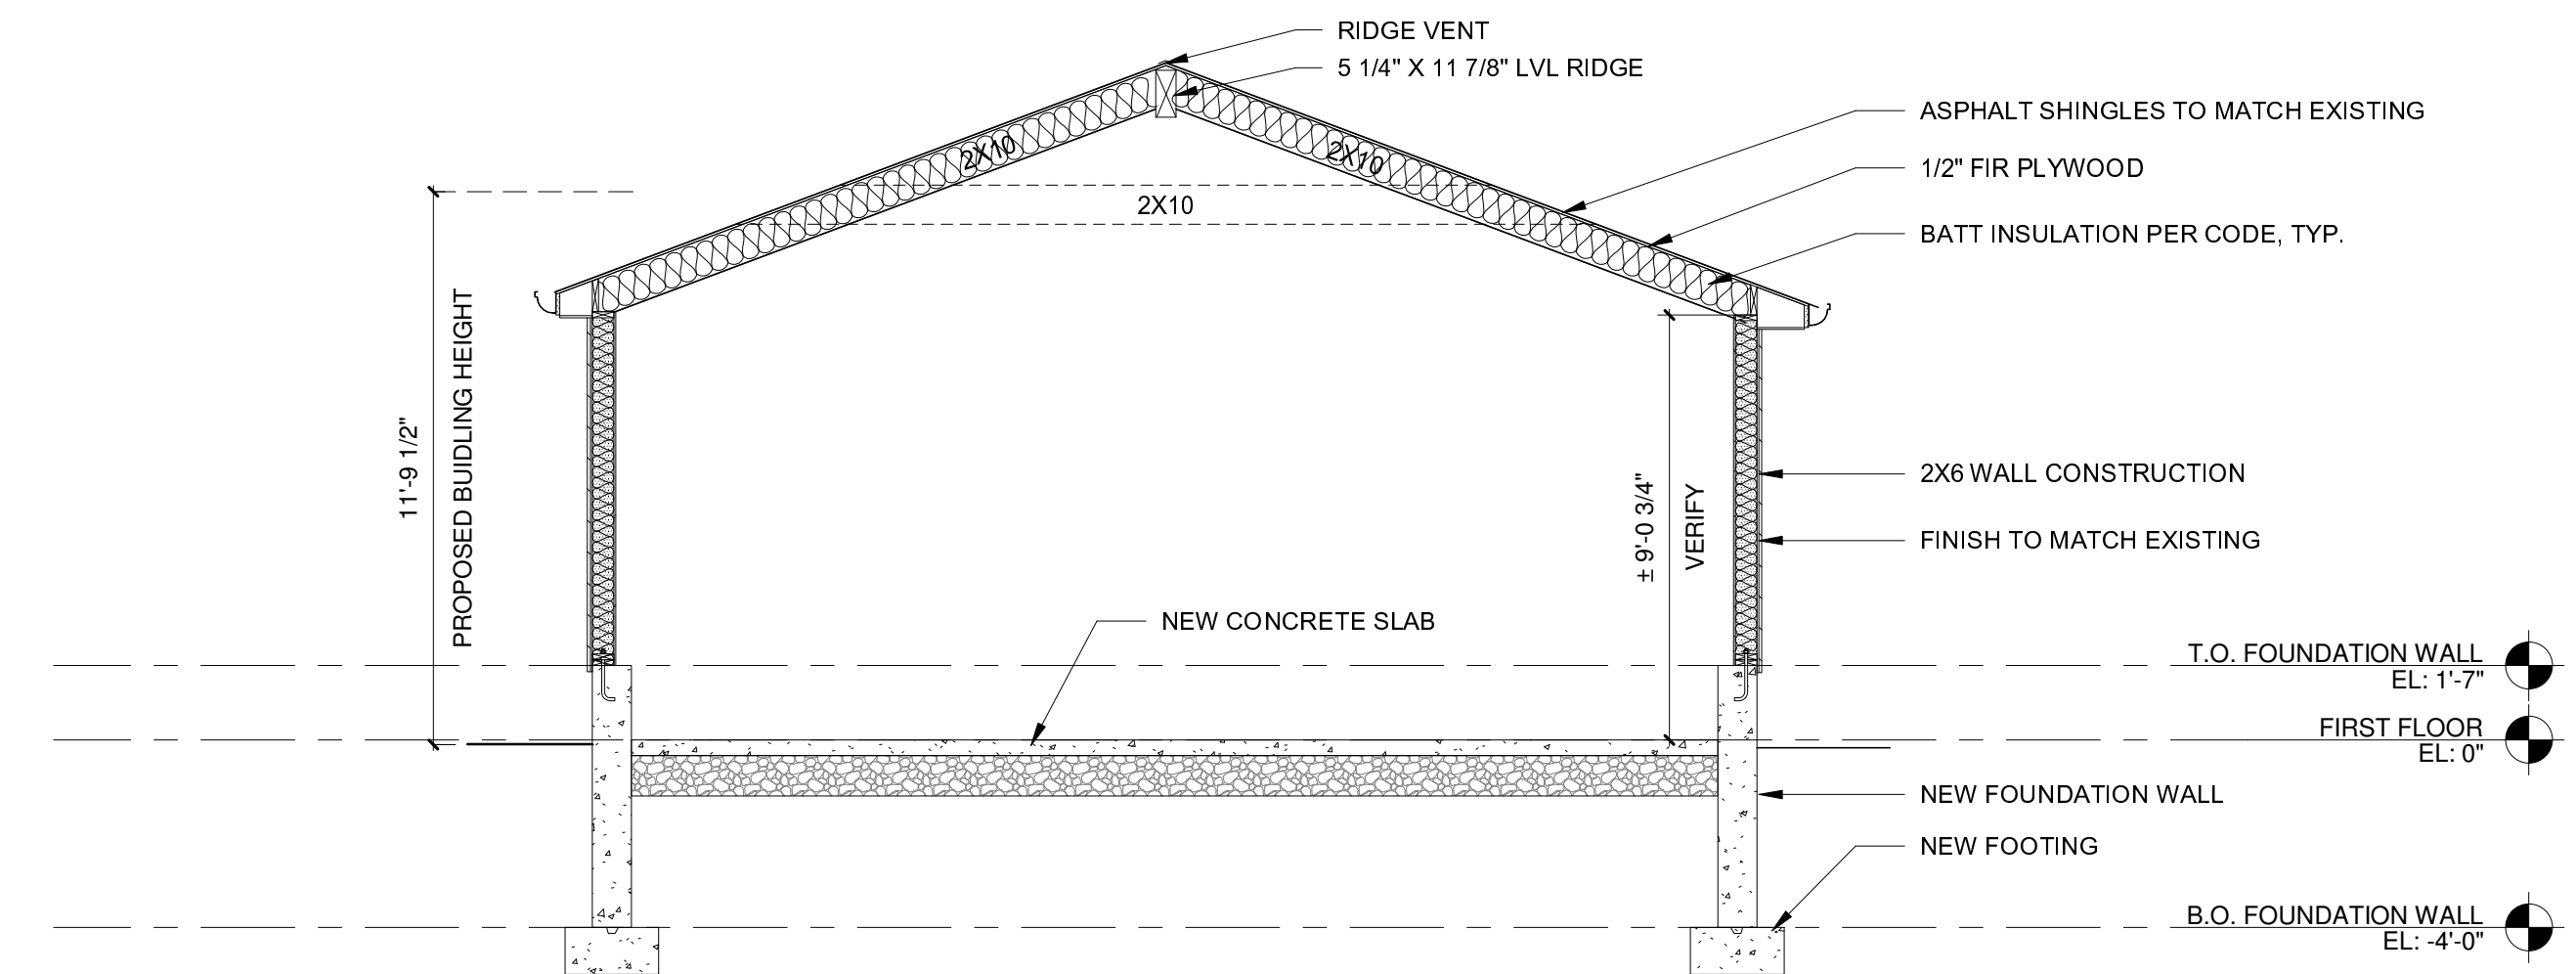 RIDGE VENT
5 1/4" X 11 7/8" LVL RIDGE
ASPHALT SHINGLES TO MATCH EXISTING
2X10
2X10
1/2" FIR PLYWOOD
2X10
BATT INSULATION PER CODE, TYP.
11'-9 1/2"
PROPOSED BUIDLING HEIGHT
± 9'-0 3/4"
VERIFY
2X6 WALL CONSTRUCTION
FINISH TO MATCH EXISTING
NEW CONCRETE SLAB
T.O. FOUNDATION WALL
EL: 1'-7"
FIRST FLOOR
EL: 0"
NEW FOUNDATION WALL
NEW FOOTING
B.O. FOUNDATION WALL
EL: -4'-0"